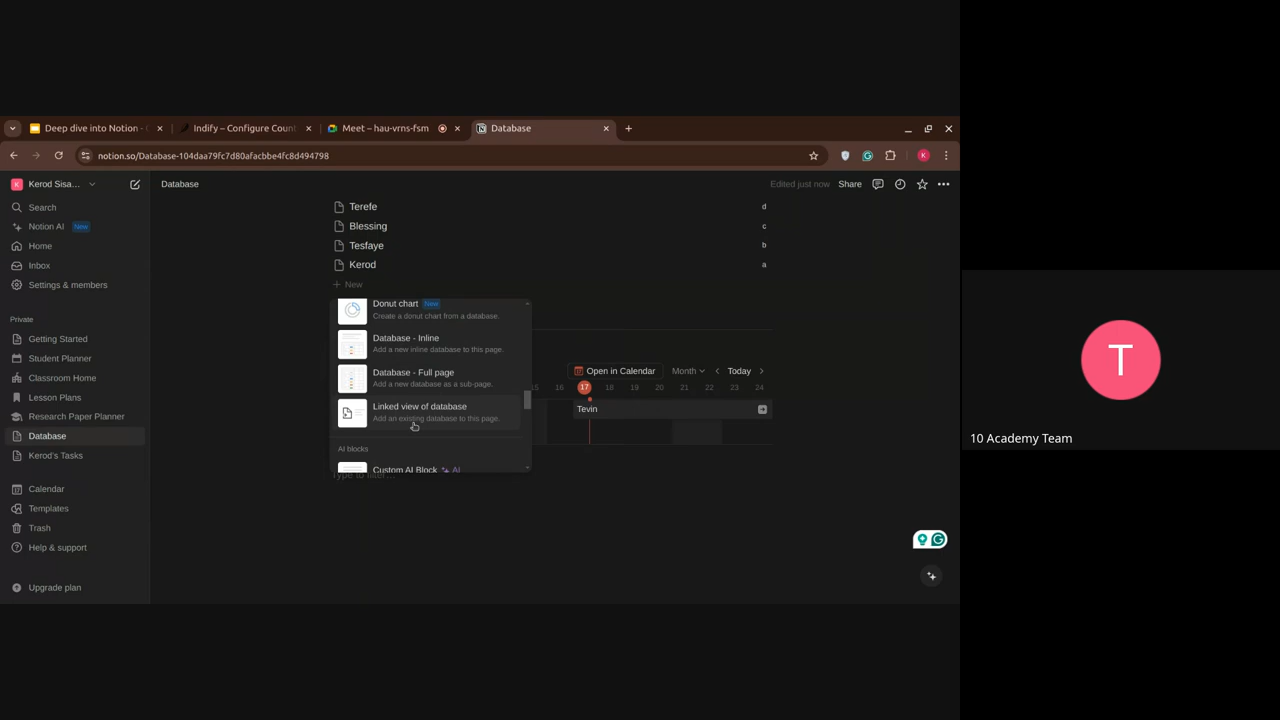 Deep dive into Notion -
Indify – Configure Count
Meet – hau-vrns-fsm
Database
notion.so/Database-104daa79fc7d80afacbbe4fc8d494798
K
K
Kerod Sisa...
Database
Edited just now
Share
Search
Notion AI New
Home
Inbox
Settings & members
Private
Getting Started
Student Planner
Classroom Home
Lesson Plans
Research Paper Planner
Database
Kerod's Tasks
Calendar
Templates
Trash
Help & support
Upgrade plan
Terefe d
Blessing c
Tesfaye b
Kerod a
+ New
Donut chart New
Create a donut chart from a database.
Database - Inline
Add a new inline database to this page.
Database - Full page
Add a new database as a sub-page.
Linked view of database
Add an existing database to this page.
AI blocks
Custom AI Block AI
Type to filter...
Open in Calendar
Month
Today
15 16 17 18 19 20 21 22 23 24
Tevin
T
10 Academy Team